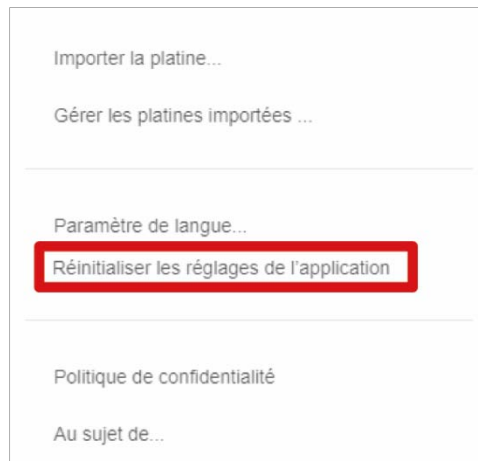 Importer la platine...
Gérer les platines importées ...
Paramètre de langue...
Réinitialiser les réglages de l'application
Politique de confidentialité
Au sujet de...